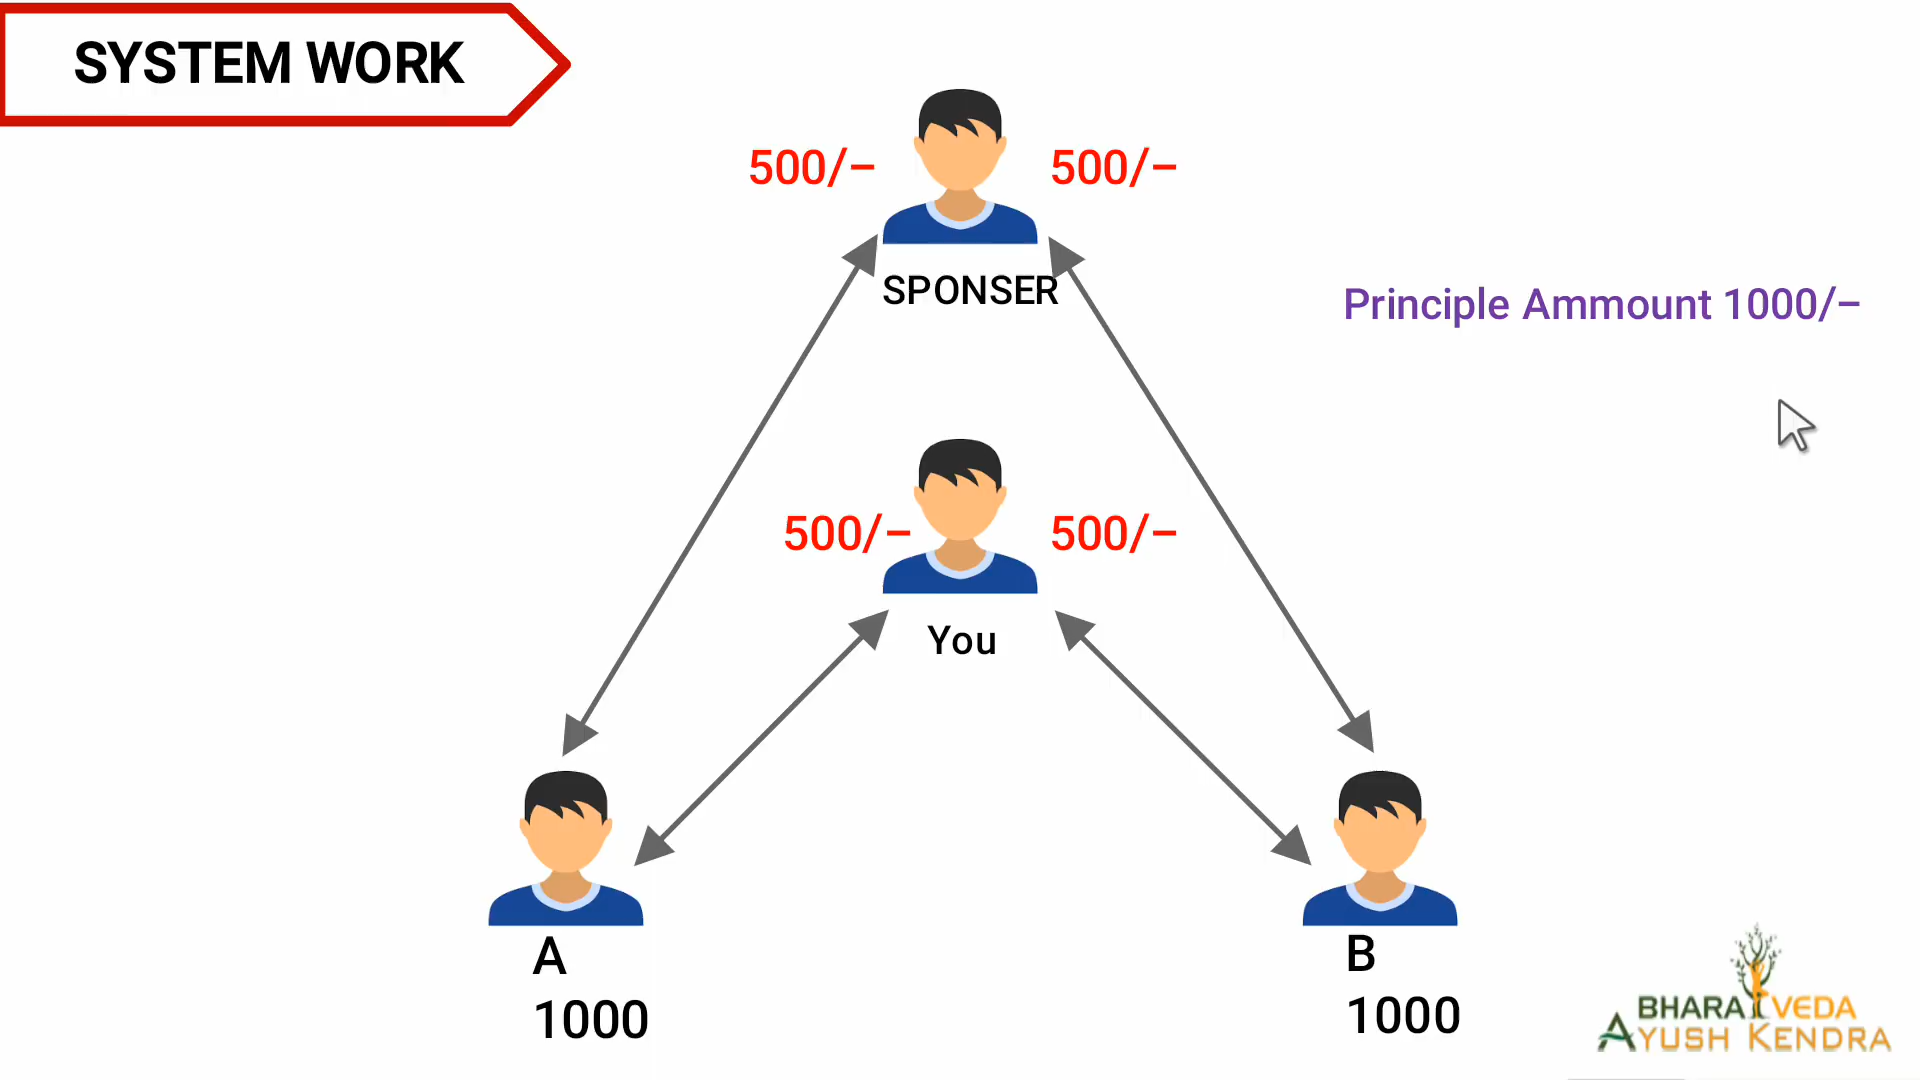 SYSTEM WORK
500/–
500/–
SPONSER
Principle Ammount 1000/–
500/–
500/–
You
A
1000
B
1000
BHARATVEDA
AYUSH KENDRA